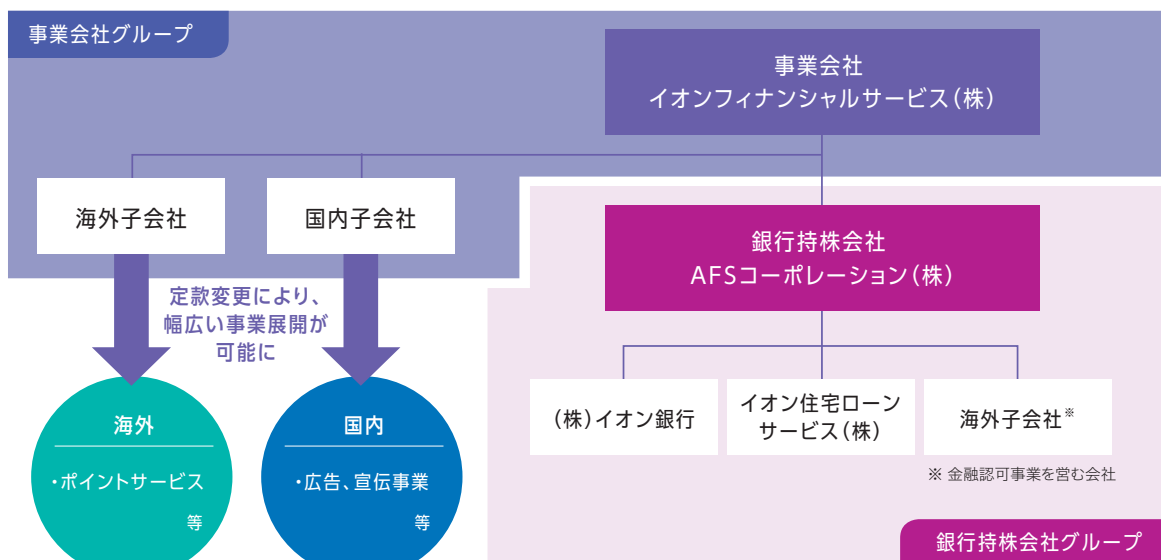 事業会社グループ
事業会社
イオンフィナンシャルサービス（株）
海外子会社
国内子会社
定款変更により、
幅広い事業展開が
可能に
海外
・ポイントサービス
等
国内
・広告、宣伝事業
等
銀行持株会社
AFSコーポレーション（株）
（株）イオン銀行
イオン住宅ローン
サービス（株）
海外子会社※
※ 金融認可事業を営む会社
銀行持株会社グループ